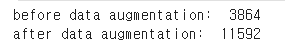 before data augmentation:  3864
after data augmentation:  11592